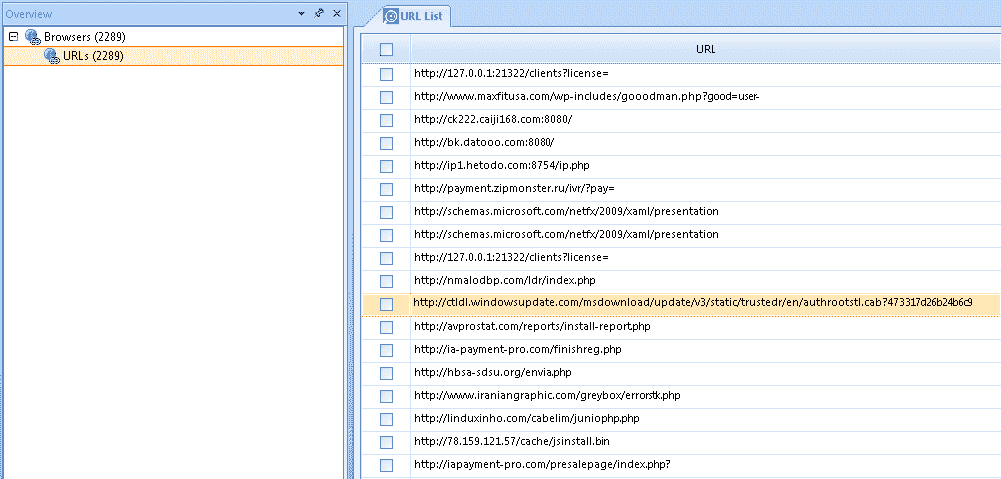 Overview
Browsers (2289)
URLs (2289)
URL List
URL
http://127.0.0.1:21322/clients?license=
http://www.maxfitusa.com/wp-includes/gooodman.php?good=user-
http://ck222.caiji168.com:8080/
http://bk.datooo.com:8080/
http://ip1.hetodo.com:8754/ip.php
http://payment.zipmonster.ru/ivr/?pay=
http://schemas.microsoft.com/netfx/2009/xaml/presentation
http://schemas.microsoft.com/netfx/2009/xaml/presentation
http://127.0.0.1:21322/clients?license=
http://nmalodbp.com/ldr/index.php
http://ctldl.windowsupdate.com/msdownload/update/v3/static/trustedr/en/authrootstl.cab?473317d26b24b6c9
http://avprostat.com/reports/install-report.php
http://ia-payment-pro.com/finishreg.php
http://hbsa-sdsu.org/envia.php
http://www.iraniangraphic.com/greybox/errorstk.php
http://linduxinho.com/cabelim/juniophp.php
http://78.159.121.57/cache/jsinstall.bin
http://iapayment-pro.com/presalepage/index.php?